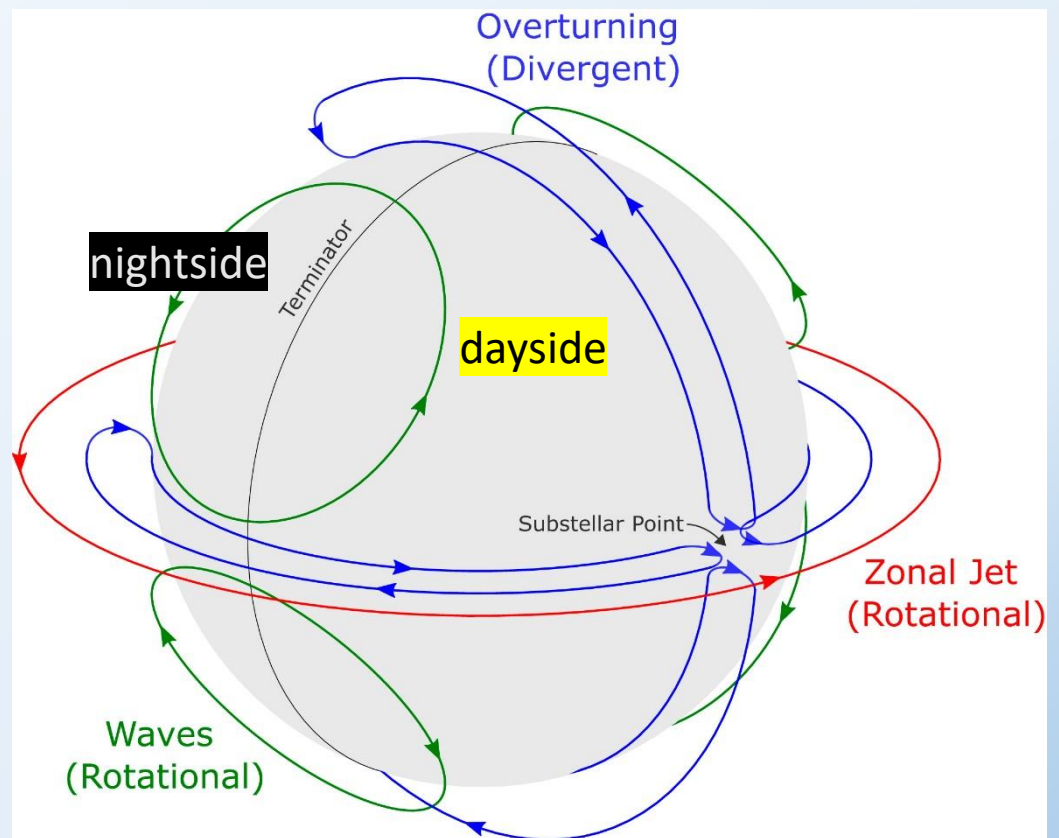 Overturning
(Divergent)
nightside
Terminator
dayside
Substellar Point
Zonal Jet
(Rotational)
Waves
(Rotational)